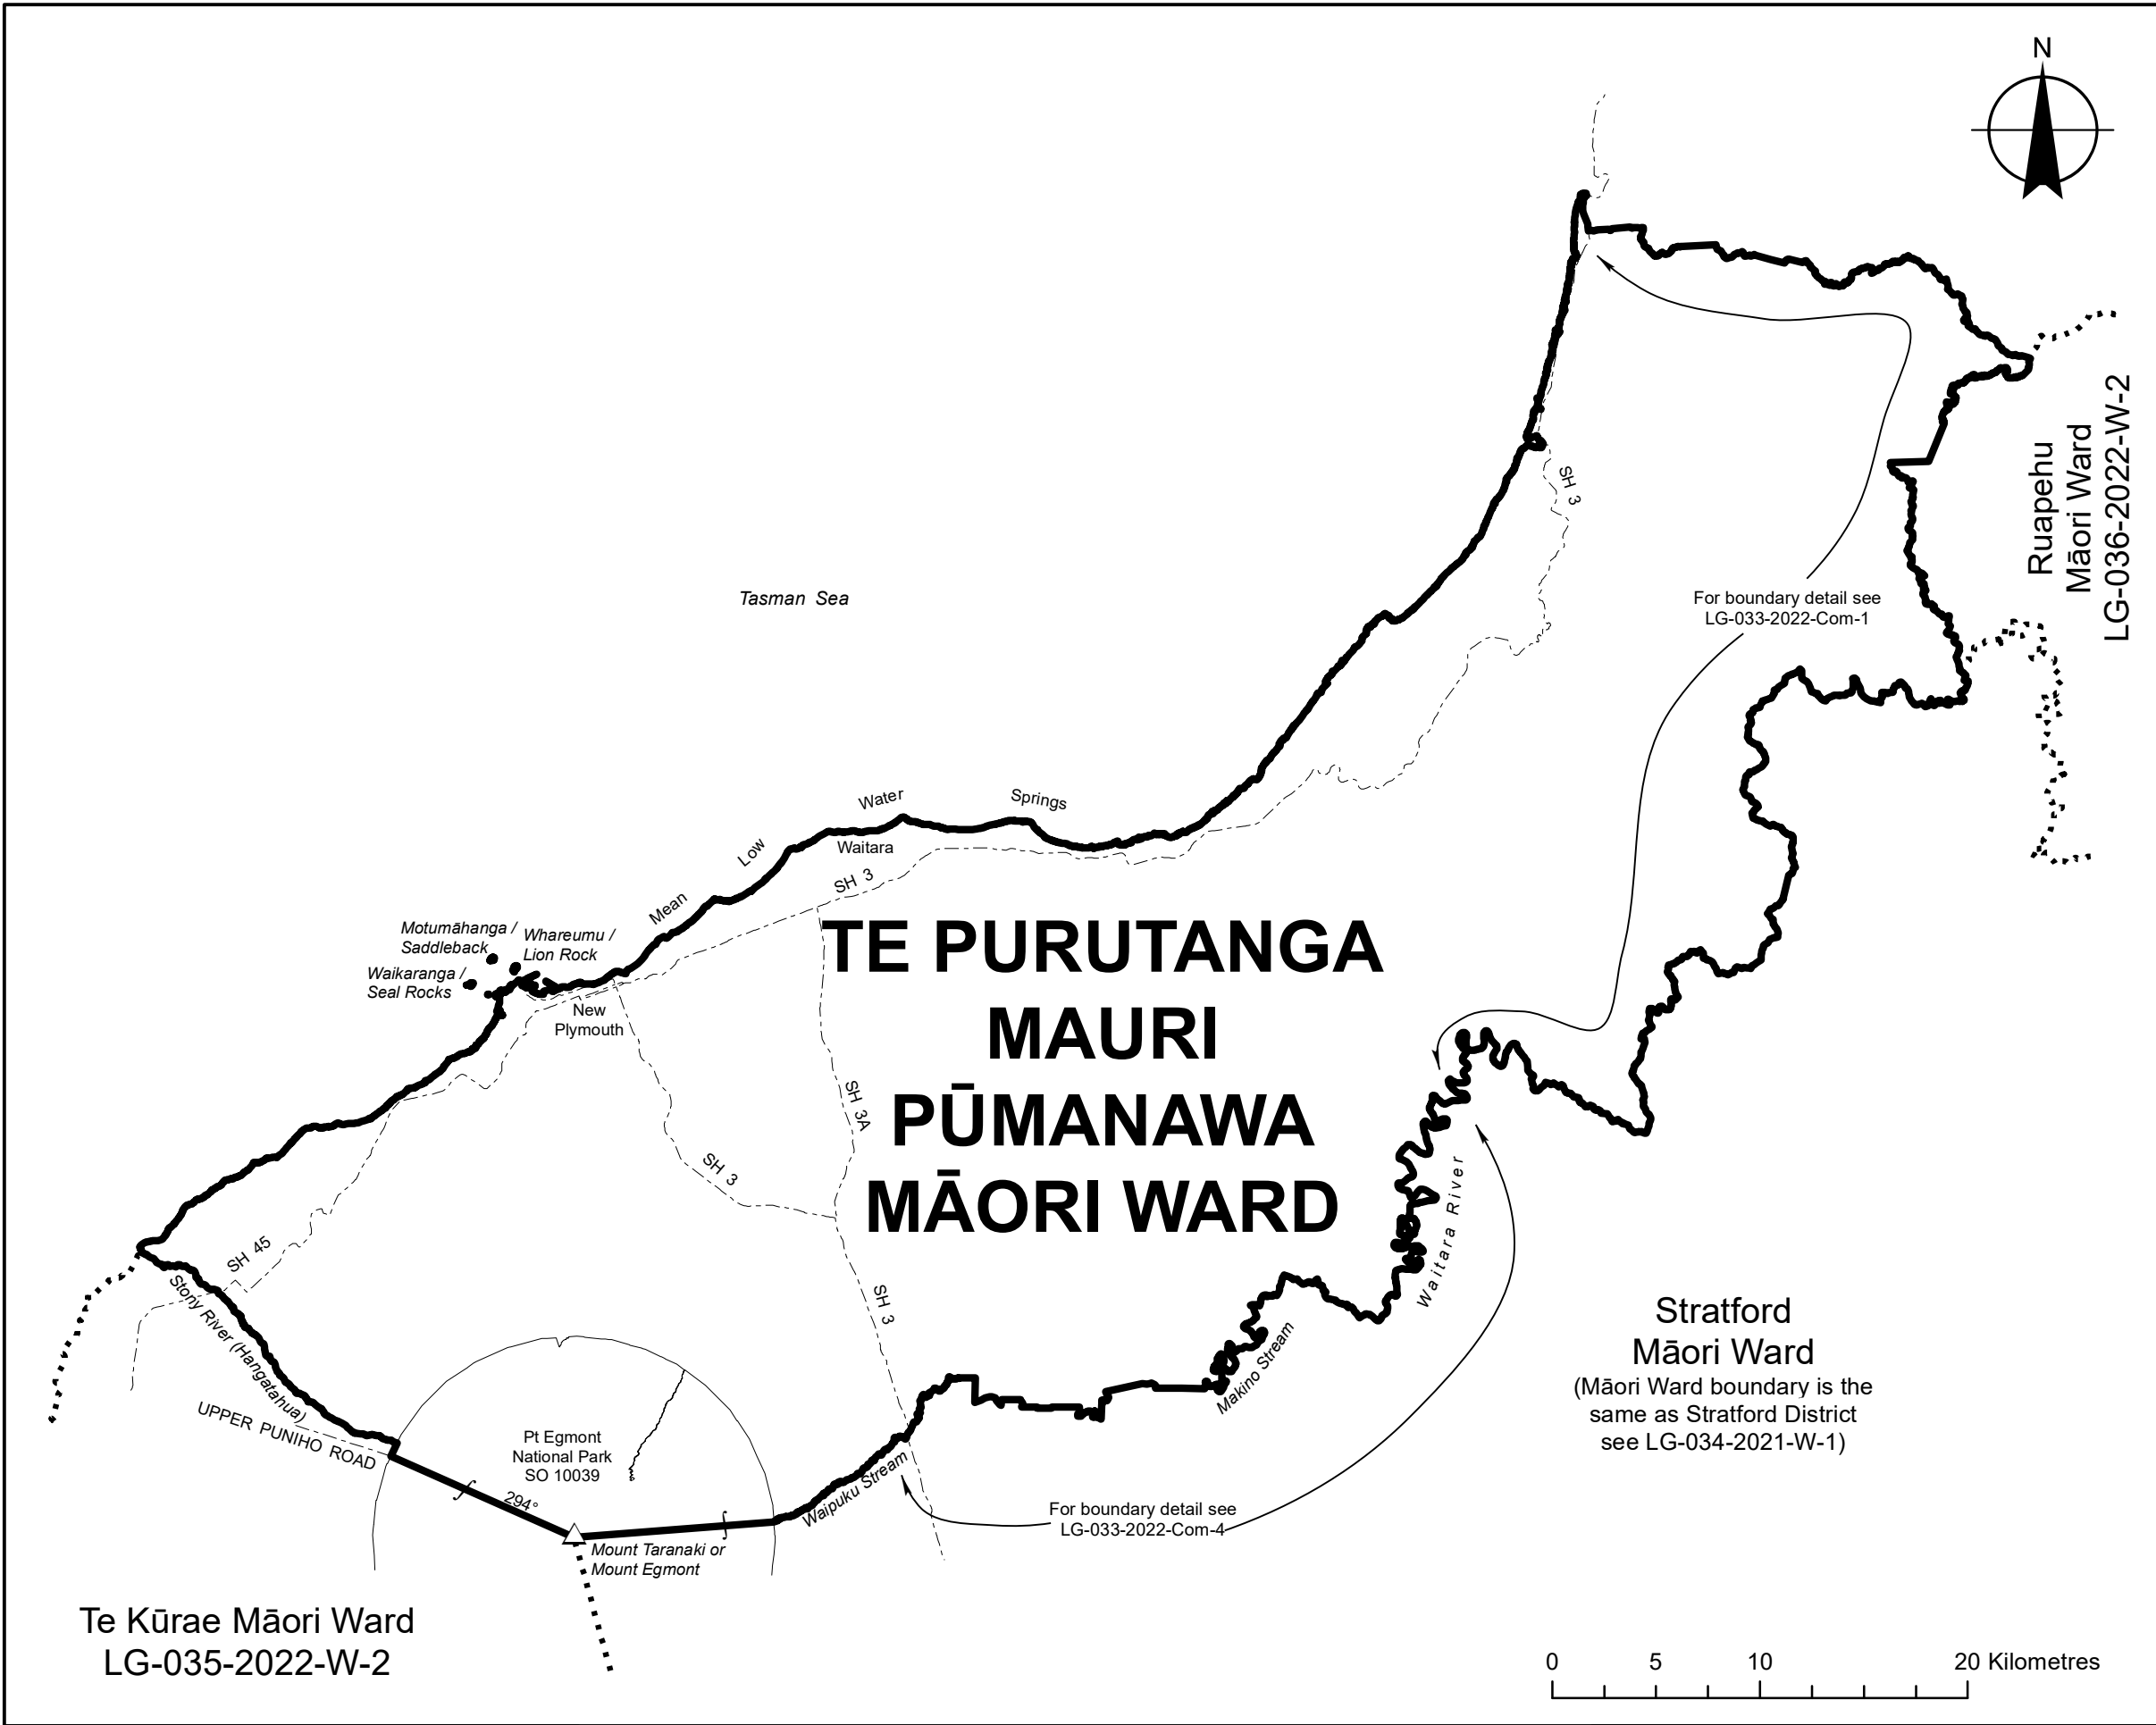 N
SH 3
Tasman Sea
For boundary detail see
LG-033-2022-Com-1
Ruapehu
Māori Ward
LG-036-2022-W-2
Mean
Low
Water
Springs
Waitara
SH 3
Motumāhanga /
Saddleback
Whareumu /
Lion Rock
Waikaranga /
Seal Rocks
New
Plymouth
TE PURUTANGA
MAURI
PŪMANAWA
MĀORI WARD
SH 3A
SH 3
SH 45
SH 3
Waitara River
Stony River (Hangatahua)
UPPER PUNIHO ROAD
Makino Stream
Stratford
Māori Ward
(Māori Ward boundary is the
same as Stratford District
see LG-034-2021-W-1)
Pt Egmont
National Park
SO 10039
294°
Waipuku Stream
For boundary detail see
LG-033-2022-Com-4
Mount Taranaki or
Mount Egmont
Te Kūrae Māori Ward
LG-035-2022-W-2
0 5 10 20 Kilometres